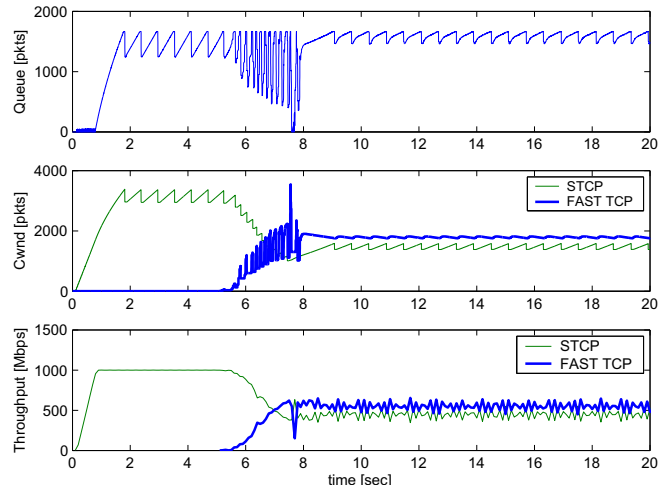 2000
1000
0
Queue [pkts]
0 2 4 6 8 10 12 14 16 18 20
4000
2000
0
Cwnd [pkts]
STCP
FAST TCP
0 2 4 6 8 10 12 14 16 18 20
1500
1000
500
0
Throughput [Mbps]
STCP
FAST TCP
0 2 4 6 8 10 12 14 16 18 20
time [sec]